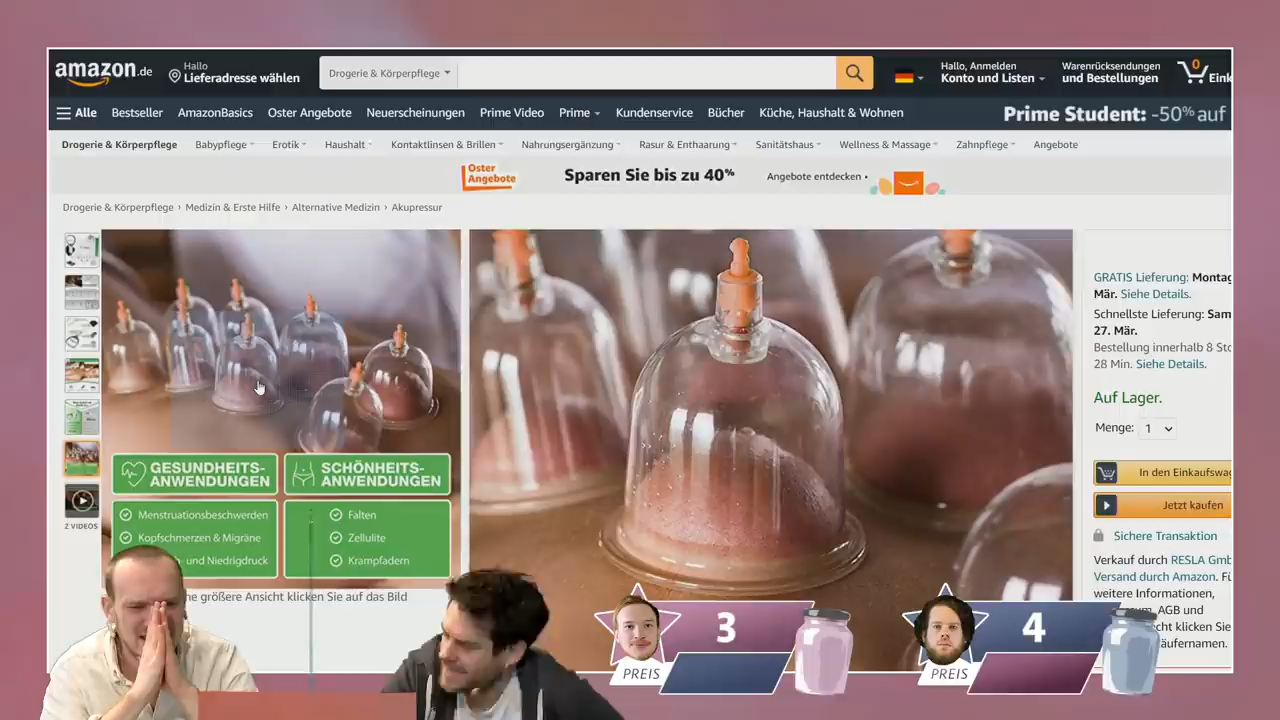 amazon.de
Hallo
Lieferadresse wählen
Drogerie & Körperpflege
Hallo, Anmelden
Konto und Listen
Warenrücksendungen
und Bestellungen
0
Eink
Alle
Bestseller
AmazonBasics
Oster Angebote
Neuerscheinungen
Prime Video
Prime
Kundenservice
Bücher
Küche, Haushalt & Wohnen
Prime Student: -50% auf
Drogerie & Körperpflege
Babypflege
Erotik
Haushalt
Kontaktlinsen & Brillen
Nahrungsergänzung
Rasur & Enthaarung
Sanitätshaus
Wellness & Massage
Zahnpflege
Angebote
Oster
Angebote
Sparen Sie bis zu 40%
Angebote entdecken
Drogerie & Körperpflege › Medizin & Erste Hilfe › Alternative Medizin › Akupressur
2 VIDEOS
GESUNDHEITS-
ANWENDUNGEN
Menstruationsbeschwerden
Kopfschmerzen & Migräne
und Niedrigdruck
SCHÖNHEITS-
ANWENDUNGEN
Falten
Zellulite
Krampfadern
ne größere Ansicht klicken Sie auf das Bild
GRATIS Lieferung: Montag
Mär. Siehe Details.
Schnellste Lieferung: Sam
27. Mär.
Bestellung innerhalb 8 Sto
28 Min. Siehe Details.
Auf Lager.
Menge: 1
In den Einkaufswag
Jetzt kaufen
Sichere Transaktion
Verkauf durch RESLA Gmb
Versand durch Amazon. Fü
weitere Informationen,
AGB und
cht klicken Sie
äufernamen.
3
PREIS
4
PREIS